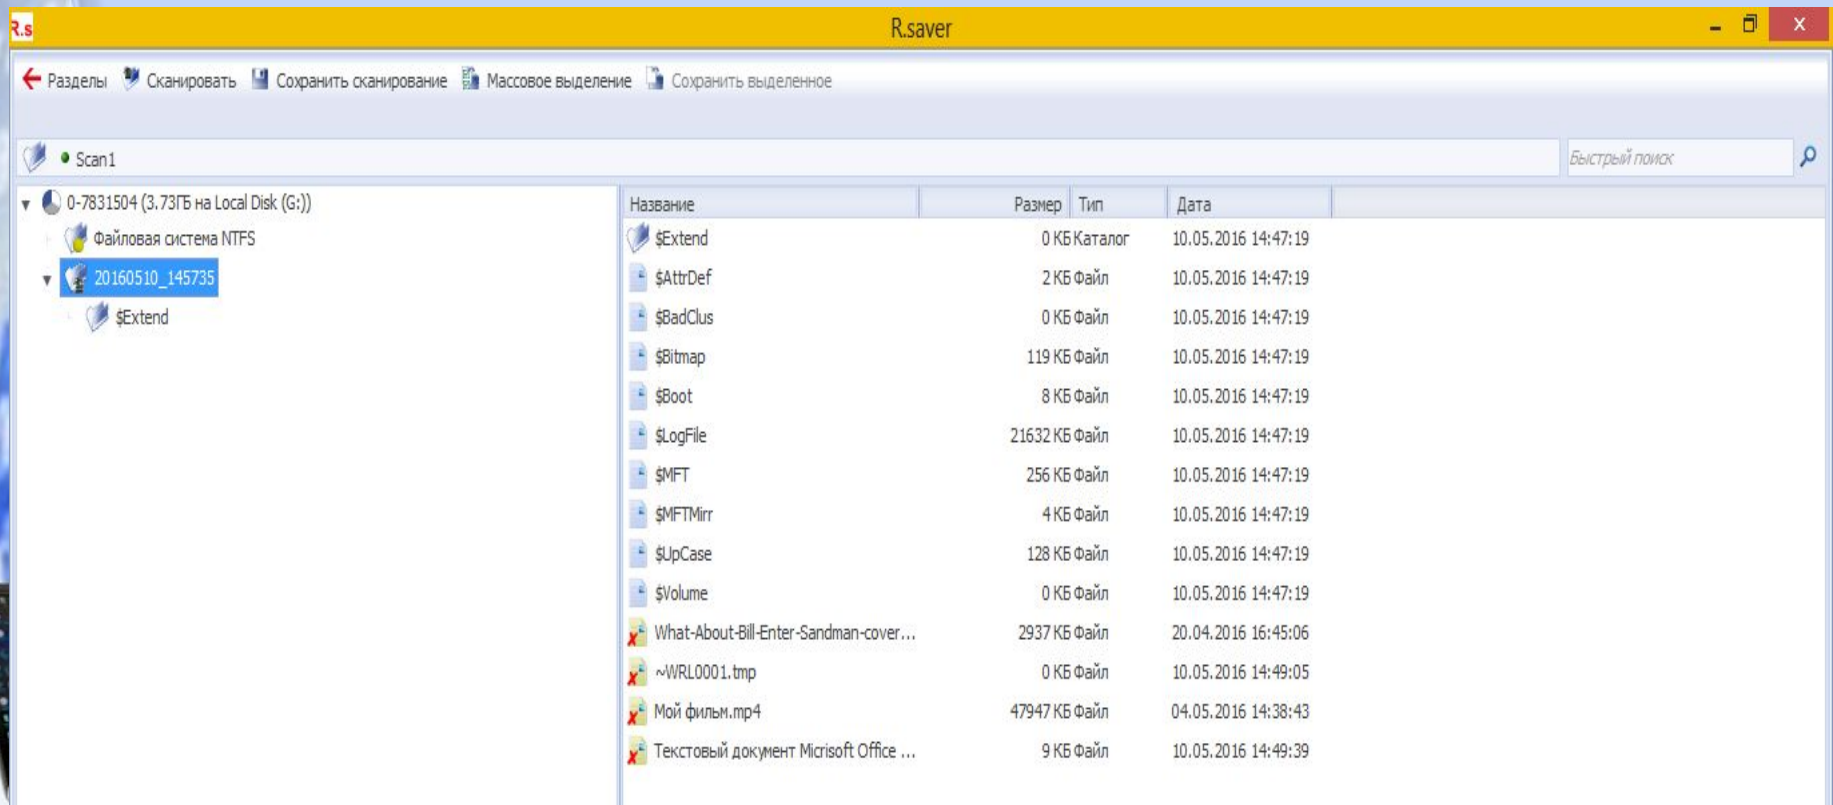 R.s R.saver
Разделы Сканировать Сохранить сканирование Массовое выделение Сохранить выделенное
Scan1 Быстрый поиск
0-7831504 (3.73ГБ на Local Disk (G:))
Файловая система NTFS
20160510_145735
$Extend
Название Размер Тип Дата
$Extend 0 КБ Каталог 10.05.2016 14:47:19
$AttrDef 2 КБ Файл 10.05.2016 14:47:19
$BadClus 0 КБ Файл 10.05.2016 14:47:19
$Bitmap 119 КБ Файл 10.05.2016 14:47:19
$Boot 8 КБ Файл 10.05.2016 14:47:19
$LogFile 21632 КБ Файл 10.05.2016 14:47:19
$MFT 256 КБ Файл 10.05.2016 14:47:19
$MFTMirr 4 КБ Файл 10.05.2016 14:47:19
$UpCase 128 КБ Файл 10.05.2016 14:47:19
$Volume 0 КБ Файл 10.05.2016 14:47:19
What-About-Bill-Enter-Sandman-cover... 2937 КБ Файл 20.04.2016 16:45:06
~WRL0001.tmp 0 КБ Файл 10.05.2016 14:49:05
Мой фильм.mp4 47947 КБ Файл 04.05.2016 14:38:43
Текстовый документ Micrisoft Office ... 9 КБ Файл 10.05.2016 14:49:39